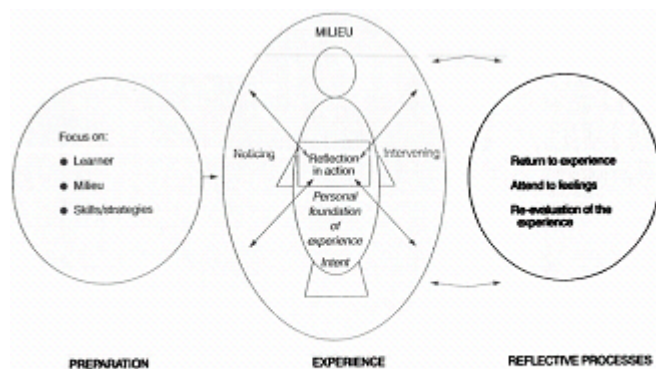 MILIEU
Focus on:
Learner
Milieu
Skills/strategies
Noticing
Intervening
Reflection
in action
Personal
foundation
of
experience
Intent
Return to experience
Attend to feelings
Re-evaluation of the
experience
PREPARATION
EXPERIENCE
REFLECTIVE PROCESSES